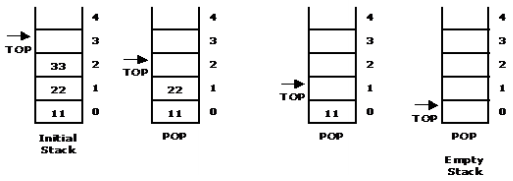 4 4 4 4
TOP 3 3 3 3
33 2 TOP 2 2 2
22 1 22 1 TOP 1 1
11 0 11 0 11 0 TOP 0
Initial Stack POP POP POP
Empty Stack